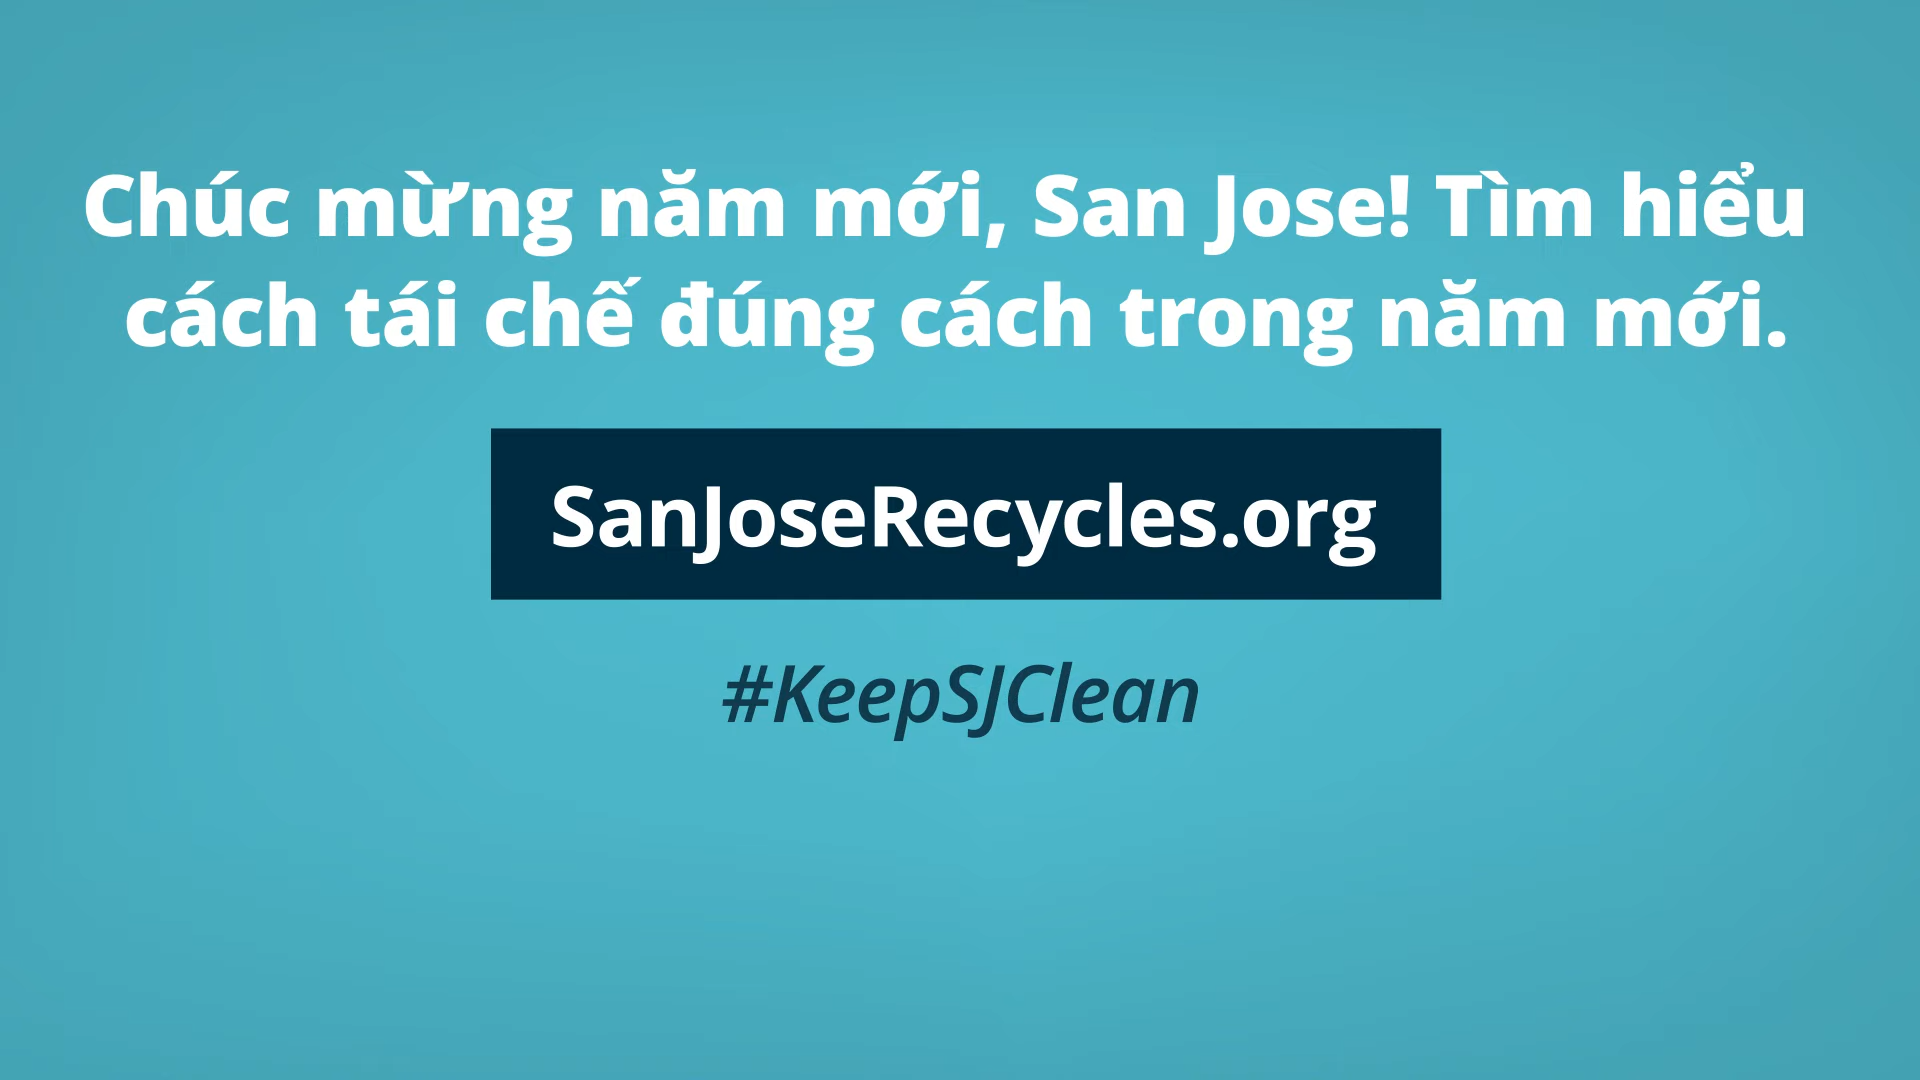 Chúc mừng năm mới, San Jose! Tìm hiểu
cách tái chế đúng cách trong năm mới.
SanJoseRecycles.org
#KeepSJClean